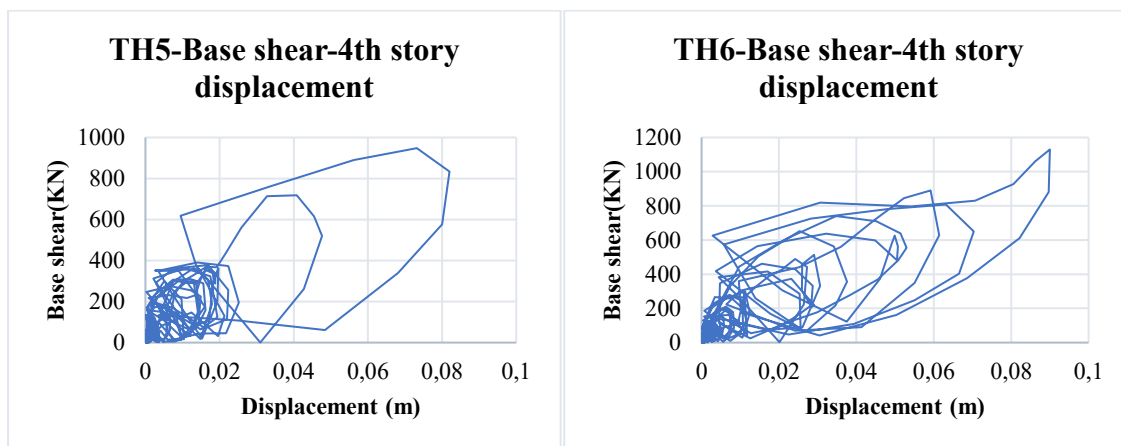 TH5-Base shear-4th story
displacement
Base shear(KN)
1000
800
600
400
200
0
0 0,02 0,04 0,06 0,08 0,1
Displacement (m)
TH6-Base shear-4th story
displacement
Base shear(KN)
1200
1000
800
600
400
200
0
0 0,02 0,04 0,06 0,08 0,1
Displacement (m)